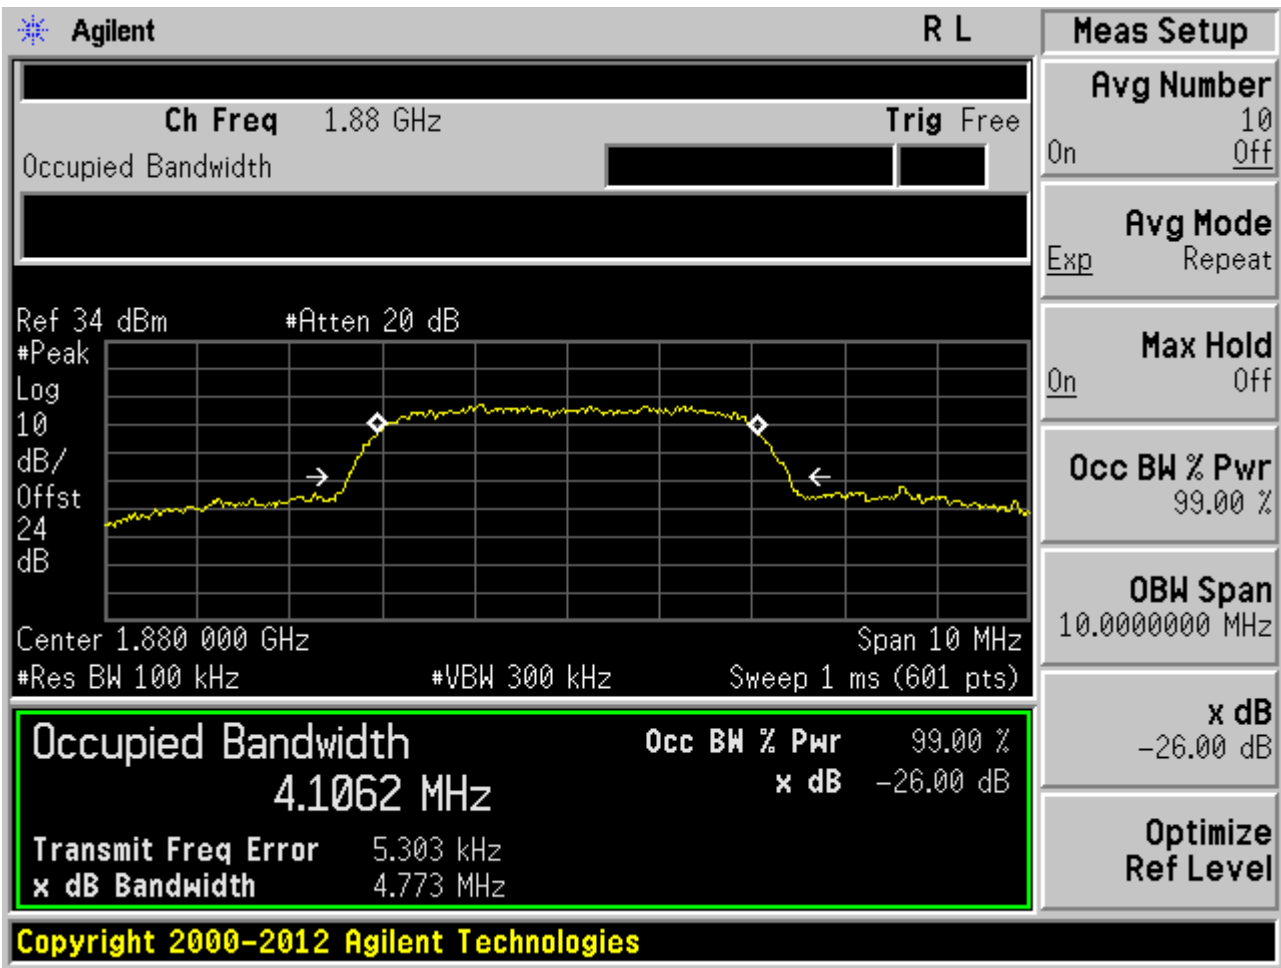 Agilent R L Meas Setup
Ch Freq 1.88 GHz Trig Free
Occupied Bandwidth
Avg Number
10
On Off
Avg Mode
Exp Repeat
Max Hold
On Off
Occ BW % Pwr
99.00 %
OBW Span
10.0000000 MHz
x dB
-26.00 dB
Optimize
Ref Level
Ref 34 dBm #Atten 20 dB
#Peak
Log
10
dB/
Offst
24
dB
Center 1.880 000 GHz Span 10 MHz
#Res BW 100 kHz #VBW 300 kHz Sweep 1 ms (601 pts)
Occupied Bandwidth Occ BW % Pwr 99.00 %
4.1062 MHz x dB -26.00 dB
Transmit Freq Error 5.303 kHz
x dB Bandwidth 4.773 MHz
Copyright 2000-2012 Agilent Technologies